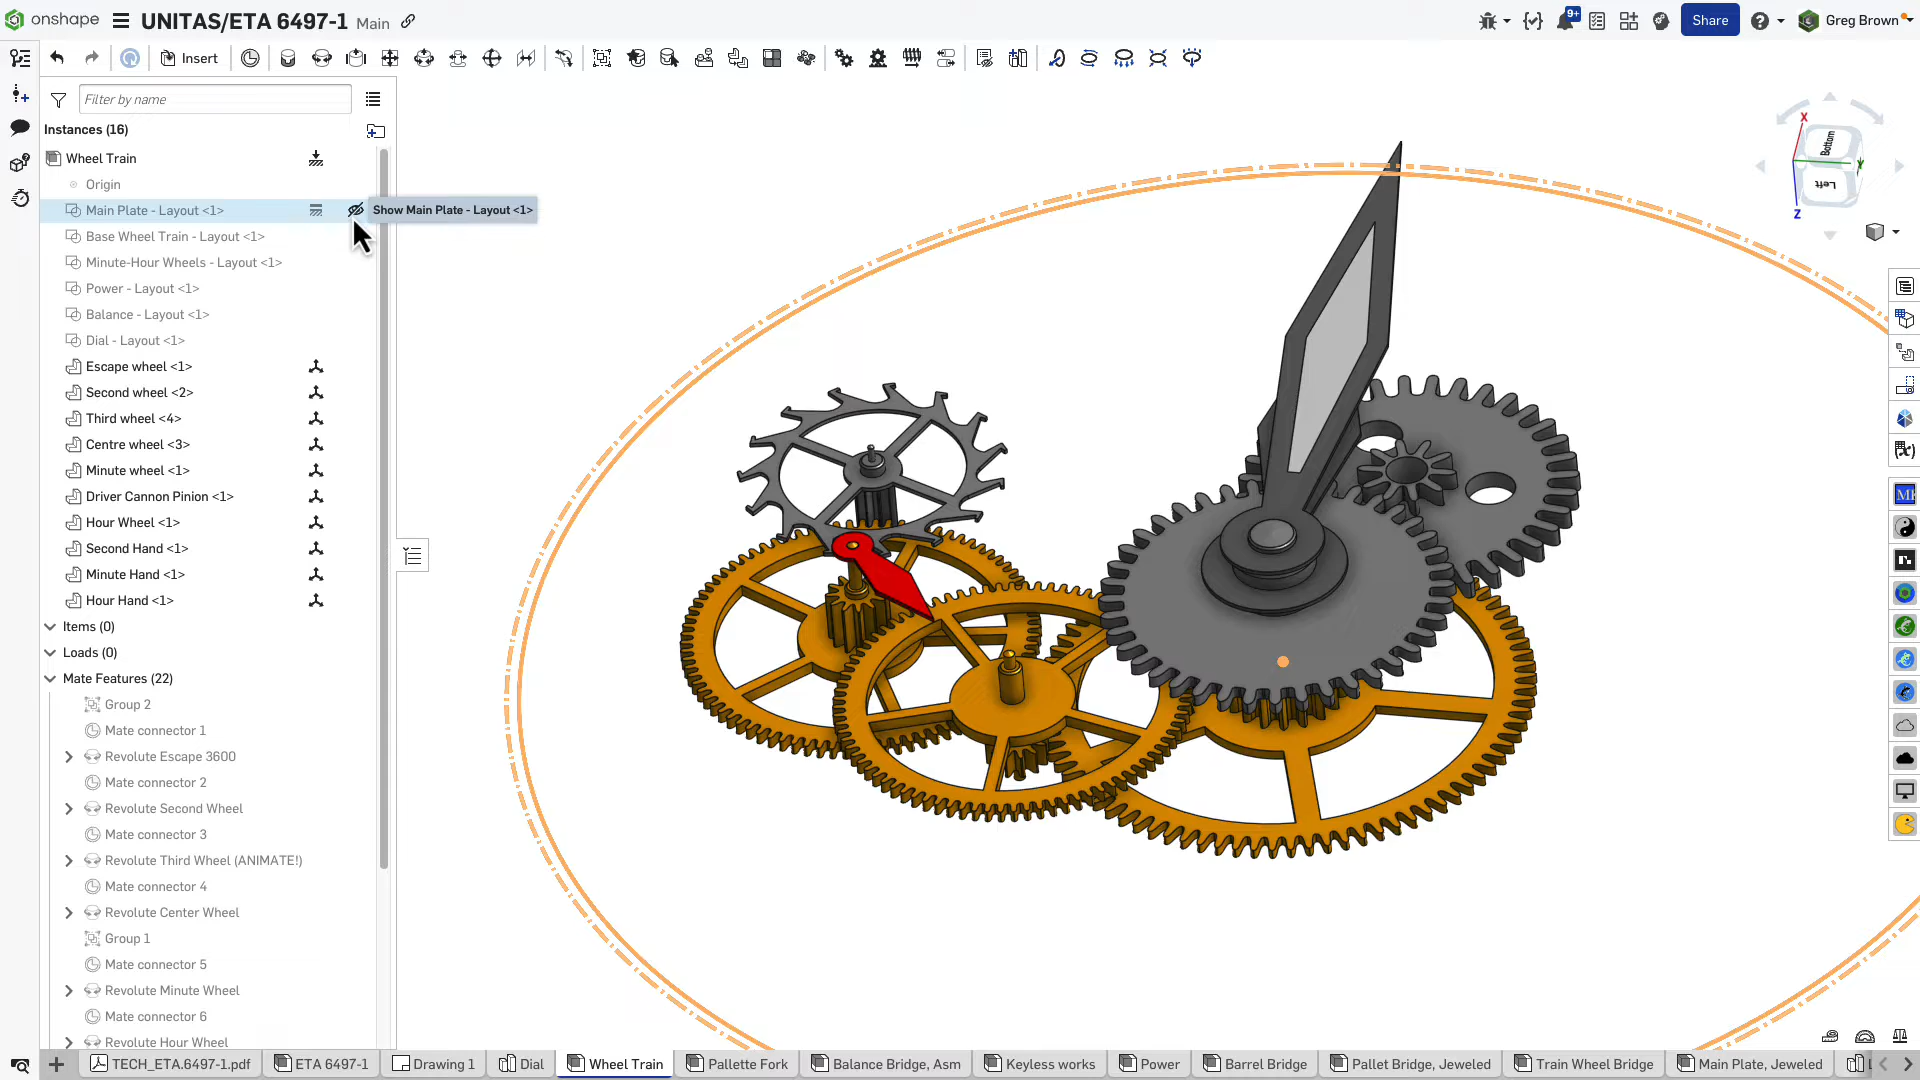 onshape
UNITAS/ETA 6497-1 Main
9+
Share
Greg Brown
Insert
Filter by name
Instances (16)
Wheel Train
Origin
Main Plate - Layout <1>
Show Main Plate - Layout <1>
Base Wheel Train - Layout <1>
Minute-Hour Wheels - Layout <1>
Power - Layout <1>
Balance - Layout <1>
Dial - Layout <1>
Escape wheel <1>
Second wheel <2>
Third wheel <4>
Centre wheel <3>
Minute wheel <1>
Driver Cannon Pinion <1>
Hour Wheel <1>
Second Hand <1>
Minute Hand <1>
Hour Hand <1>
Items (0)
Loads (0)
Mate Features (22)
Group 2
Mate connector 1
Revolute Escape 3600
Mate connector 2
Revolute Second Wheel
Mate connector 3
Revolute Third Wheel (ANIMATE!)
Mate connector 4
Revolute Center Wheel
Group 1
Mate connector 5
Revolute Minute Wheel
Mate connector 6
Revolute Hour Wheel
X
Bottom
Y
Left
Z
TECH_ETA.6497-1.pdf
ETA 6497-1
Drawing 1
Dial
Wheel Train
Pallette Fork
Balance Bridge, Asm
Keyless works
Power
Barrel Bridge
Pallet Bridge, Jeweled
Train Wheel Bridge
Main Plate, Jeweled